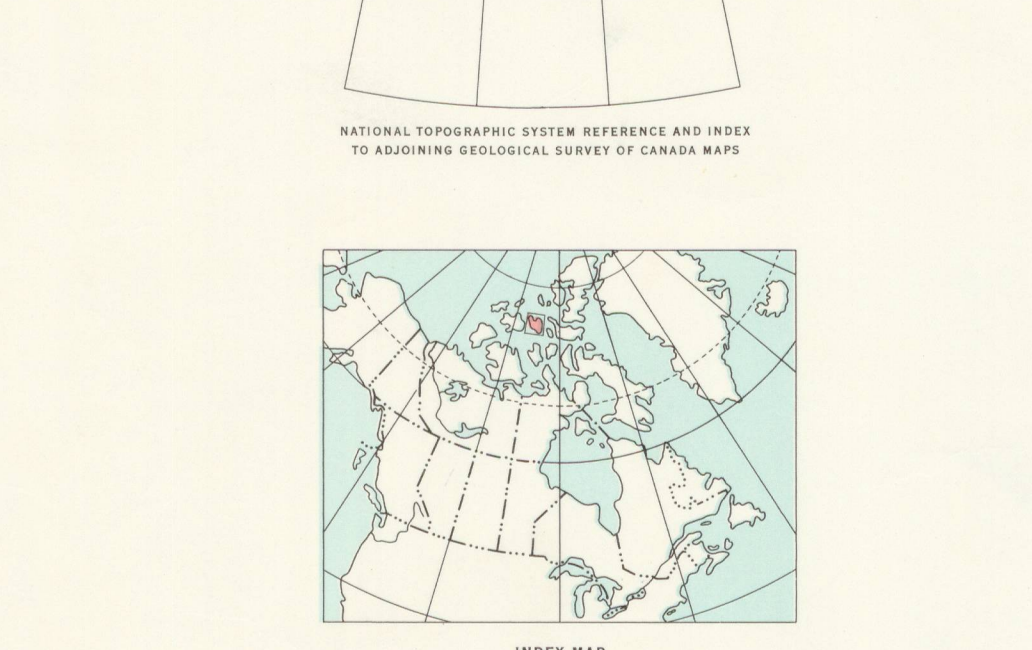 NATIONAL TOPOGRAPHIC SYSTEM REFERENCE AND INDEX
TO ADJOINING GEOLOGICAL SURVEY OF CANADA MAPS
INDEX MAP